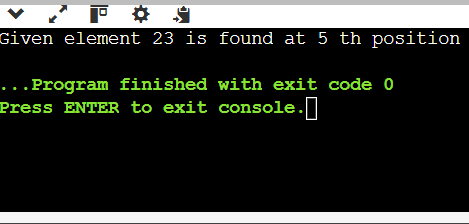 Given element 23 is found at 5 th position
...Program finished with exit code 0
Press ENTER to exit console.